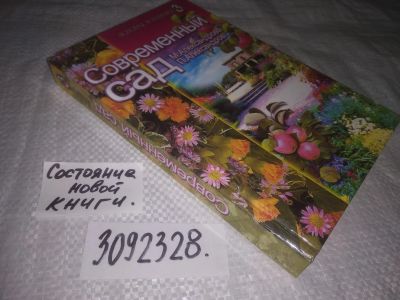 Современный
сад
Современный сад
Состояние
новой
книги.
3092328.